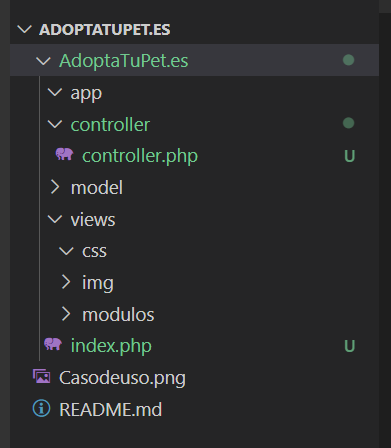 ADOPTATUPET.ES
AdoptaTuPet.es
app
controller
controller.php U
model
views
css
img
modulos
index.php U
Casodeuso.png
README.md